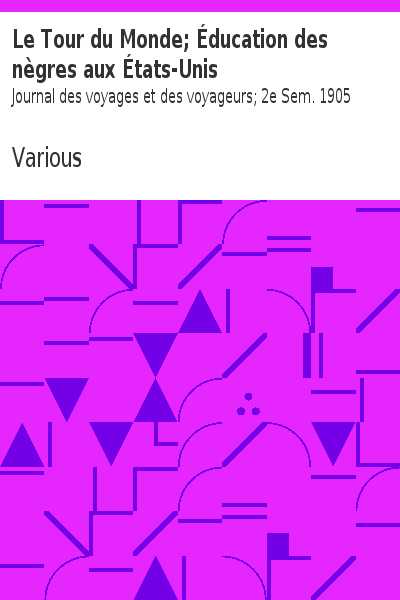 Le Tour du Monde; Éducation des
nègres aux États-Unis
Journal des voyages et des voyageurs; 2e Sem. 1905
Various